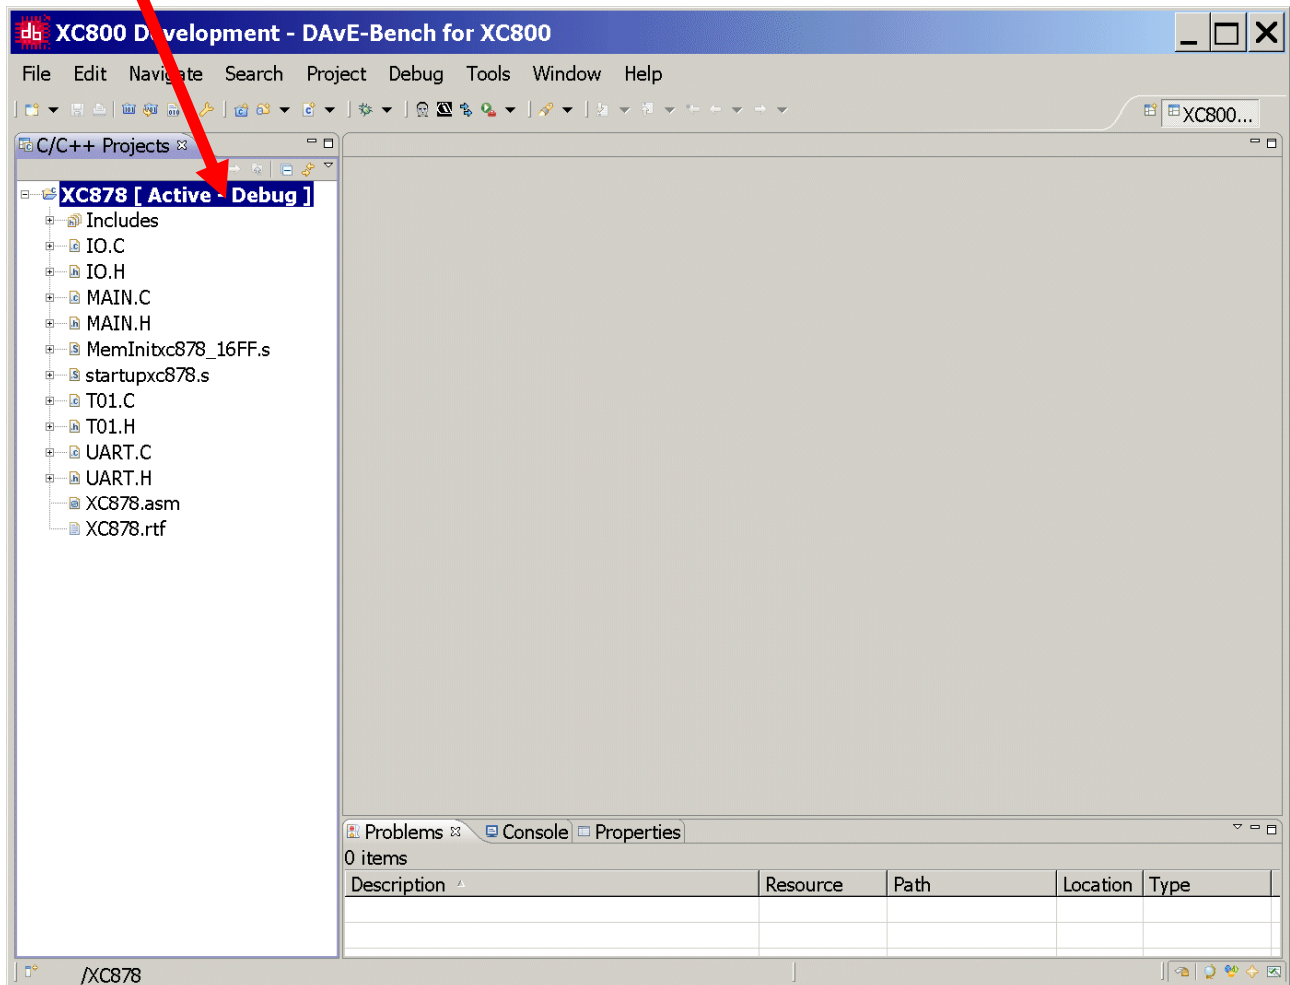 XC800 Development - DAvE-Bench for XC800
File Edit Navigate Search Project Debug Tools Window Help
XC800...
C/C++ Projects
XC878 [ Active - Debug ]
Includes
IO.C
IO.H
MAIN.C
MAIN.H
MemInitxc878_16FF.s
startupxc878.s
T01.C
T01.H
UART.C
UART.H
XC878.asm
XC878.rtf
Problems Console Properties
0 items
Description Resource Path Location Type
/XC878